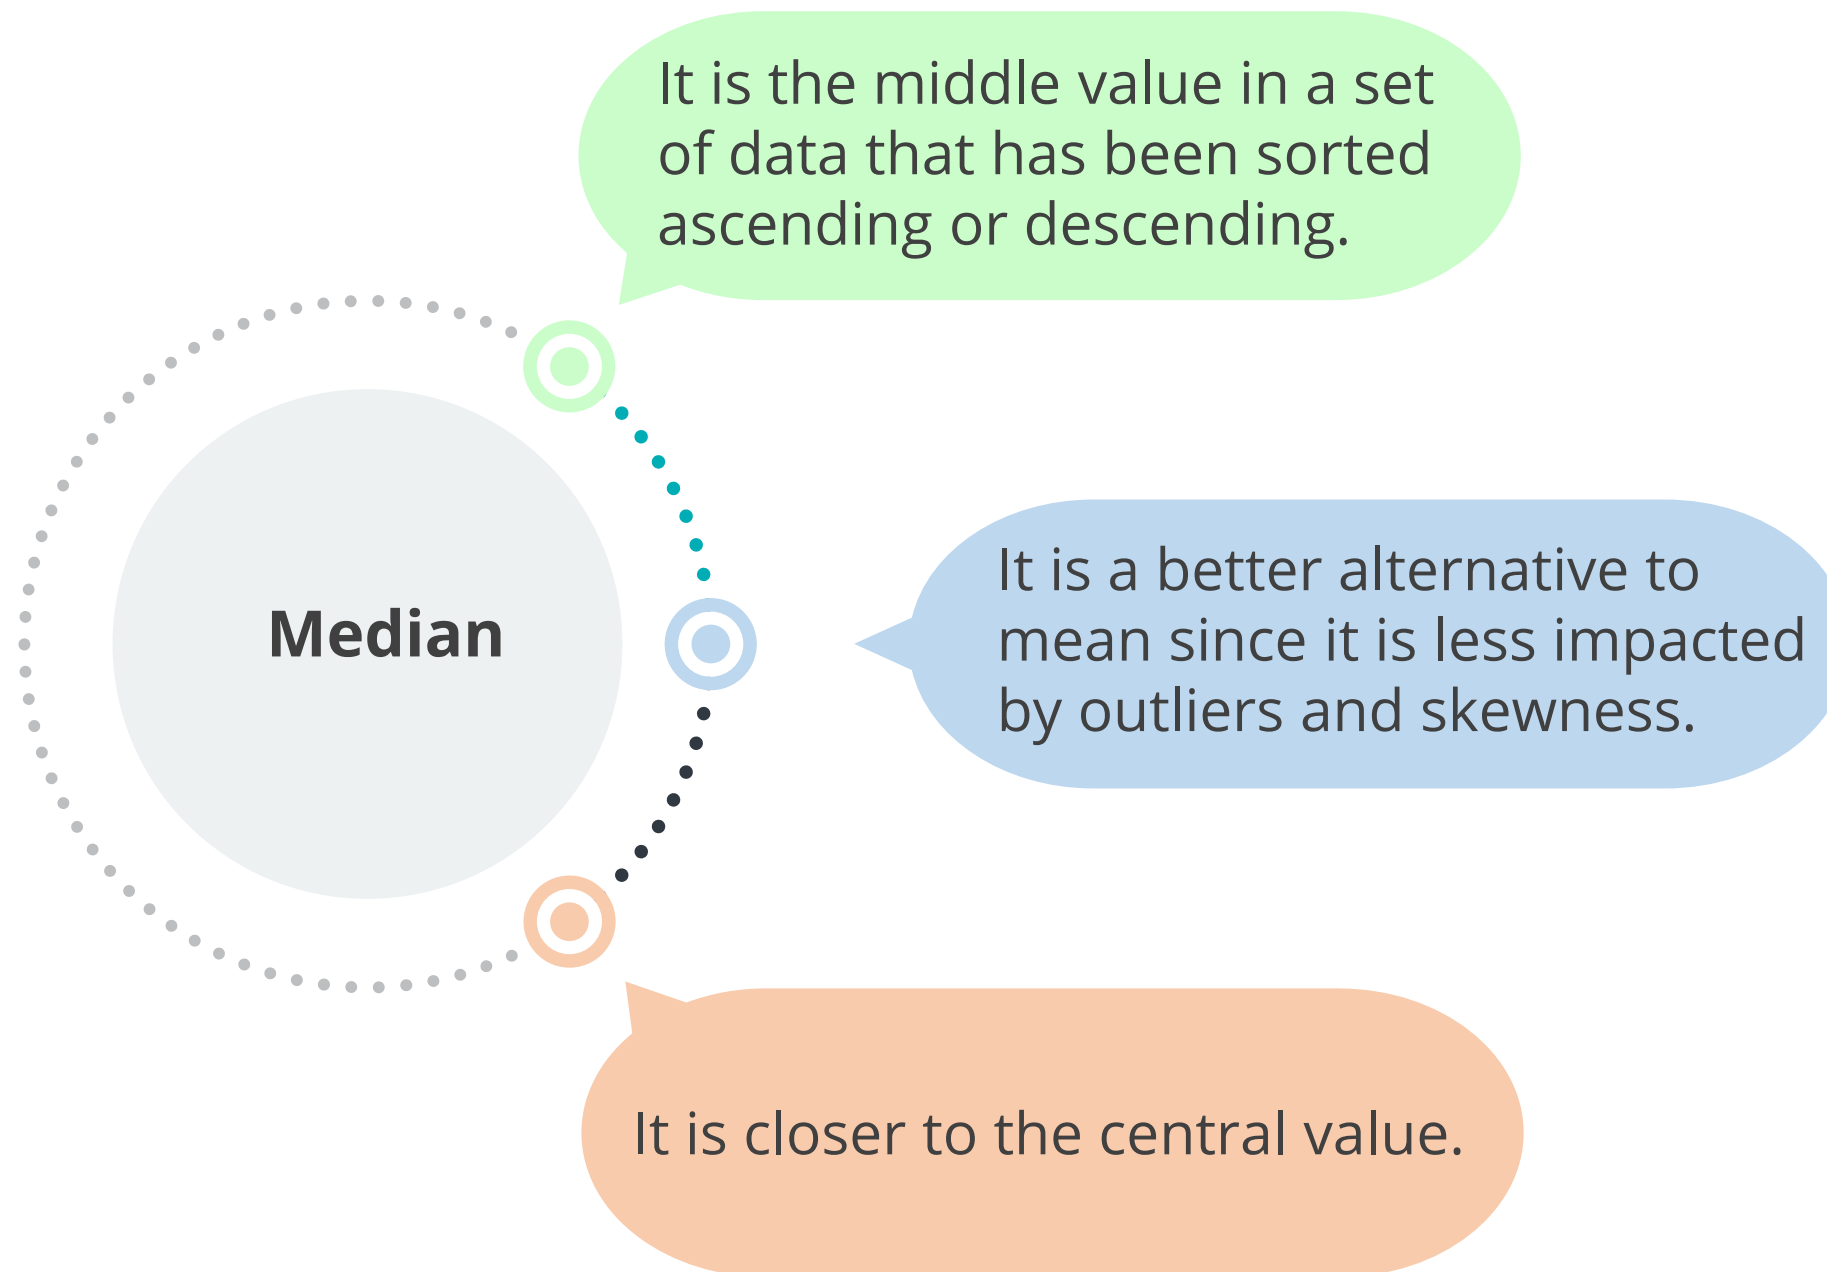 It is the middle value in a set
of data that has been sorted
ascending or descending.
Median
It is a better alternative to
mean since it is less impacted
by outliers and skewness.
It is closer to the central value.